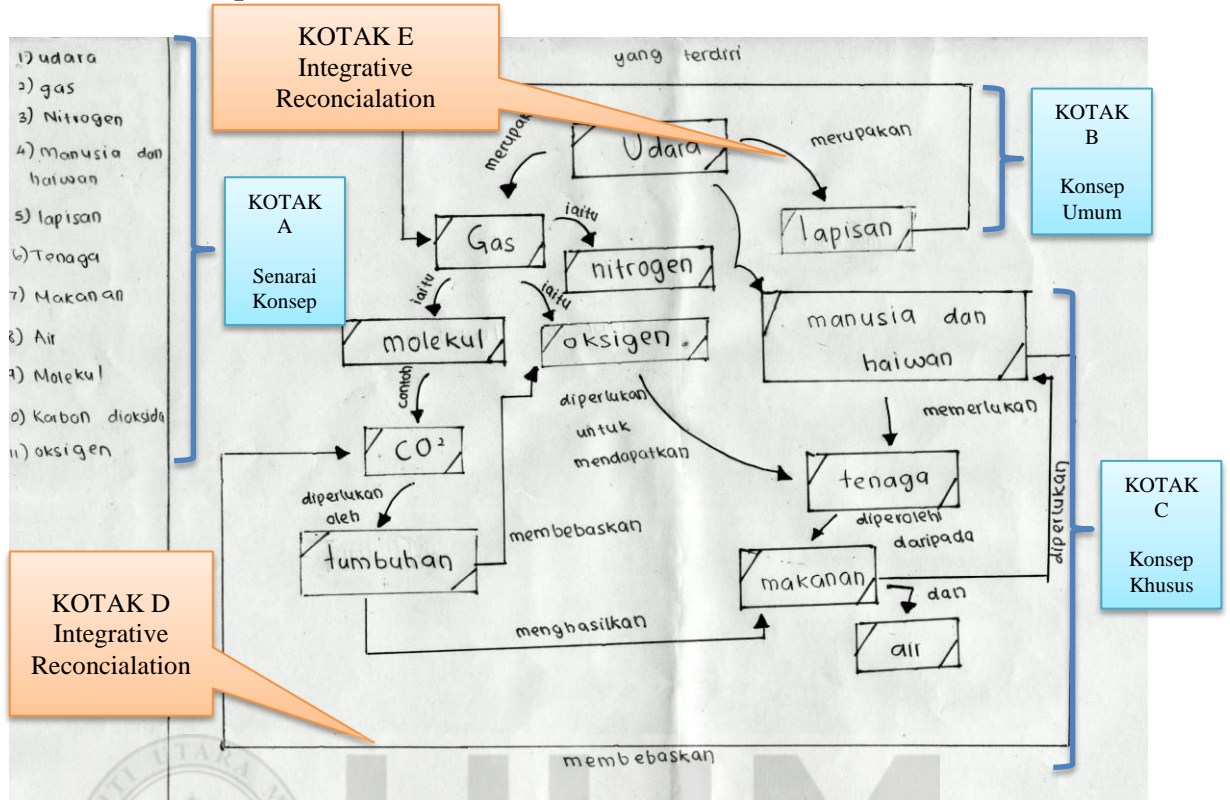 KOTAK E
Integrative
Reconcialation
1) udara
2) gas
3) Nitrogen
4) Manusia dan
haiwan
5) lapisan
6) Tenaga
7) Makanan
8) Air
9) Molekul
0) Karbon dioksida
11) oksigen
KOTAK
A
Senarai
Konsep
yang terdiri
merupakan
Udara
merupakan
KOTAK
B
Konsep
Umum
Gas
iaitu
nitrogen
lapisan
iaitu
iaitu
molekul
oksigen
manusia dan
haiwan
contoh
CO²
diperlukan
untuk
mendapatkan
memerlukan
tenaga
diperlukan
KOTAK
C
Konsep
Khusus
diperlukan
oleh
tumbuhan
membebaskan
diperolehi
daripada
makanan
dan
air
menghasilkan
KOTAK D
Integrative
Reconcialation
membebaskan
UTARA
UUM